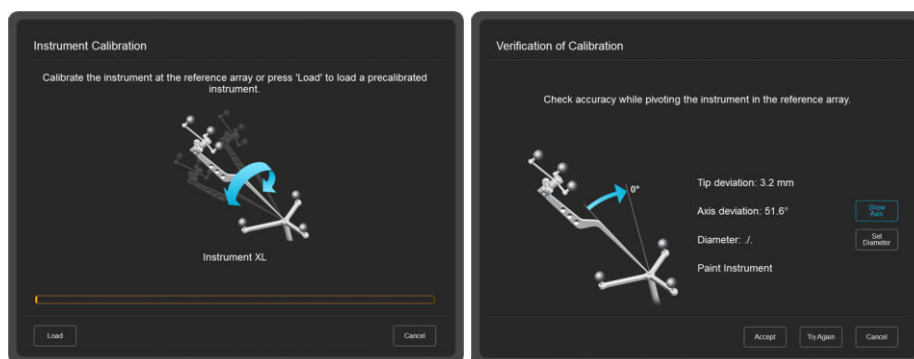 Instrument Calibration
Calibrate the instrument at the reference array or press 'Load' to load a precalibrated
instrument.
Instrument XL
Load
Cancel
Verification of Calibration
Check accuracy while pivoting the instrument in the reference array.
0°
Tip deviation: 3.2 mm
Axis deviation: 51.6°
Show
Axis
Diameter: ./.
Set
Diameter
Paint Instrument
Accept
Try Again
Cancel